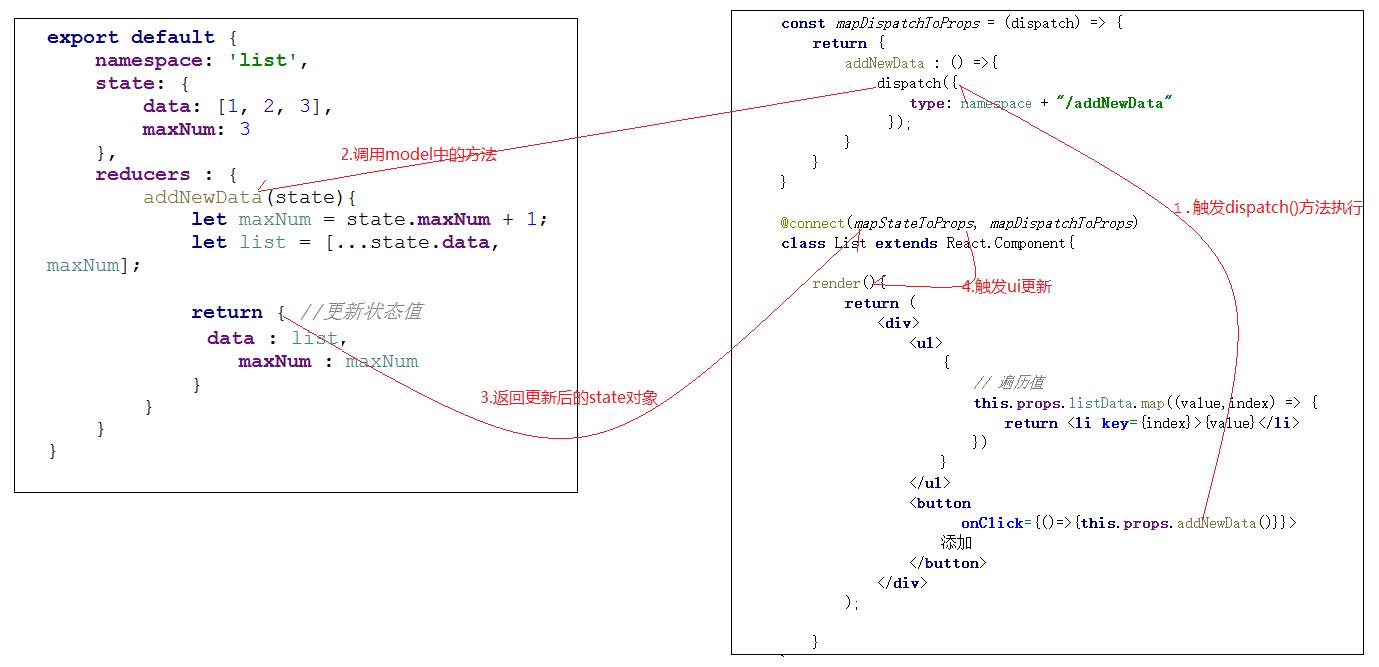 export default {
    namespace: 'list',
    state: {
        data: [1, 2, 3],
        maxNum: 3
    },
    reducers : {
        addNewData(state){
            let maxNum = state.maxNum + 1;
            let list = [...state.data,
maxNum];
            return { //更新状态值
             data : list,
                maxNum : maxNum
            }
        }
    }
}
2.调用model中的方法
3.返回更新后的state对象
const mapDispatchToProps = (dispatch) => {
    return {
        addNewData : () =>{
            dispatch({
                type: namespace + "/addNewData"
            });
        }
    }
}
1.触发dispatch()方法执行
@connect(mapStateToProps, mapDispatchToProps)
class List extends React.Component{
    render(){
4.触发ui更新
        return (
            <div>
                <ul>
                    {
                        // 遍历值
                        this.props.listData.map((value,index) => {
                            return <li key={index}>{value}</li>
                        })
                    }
                </ul>
                <button
                    onClick={()=>{this.props.addNewData()}}>
                    添加
                </button>
            </div>
        );
    }